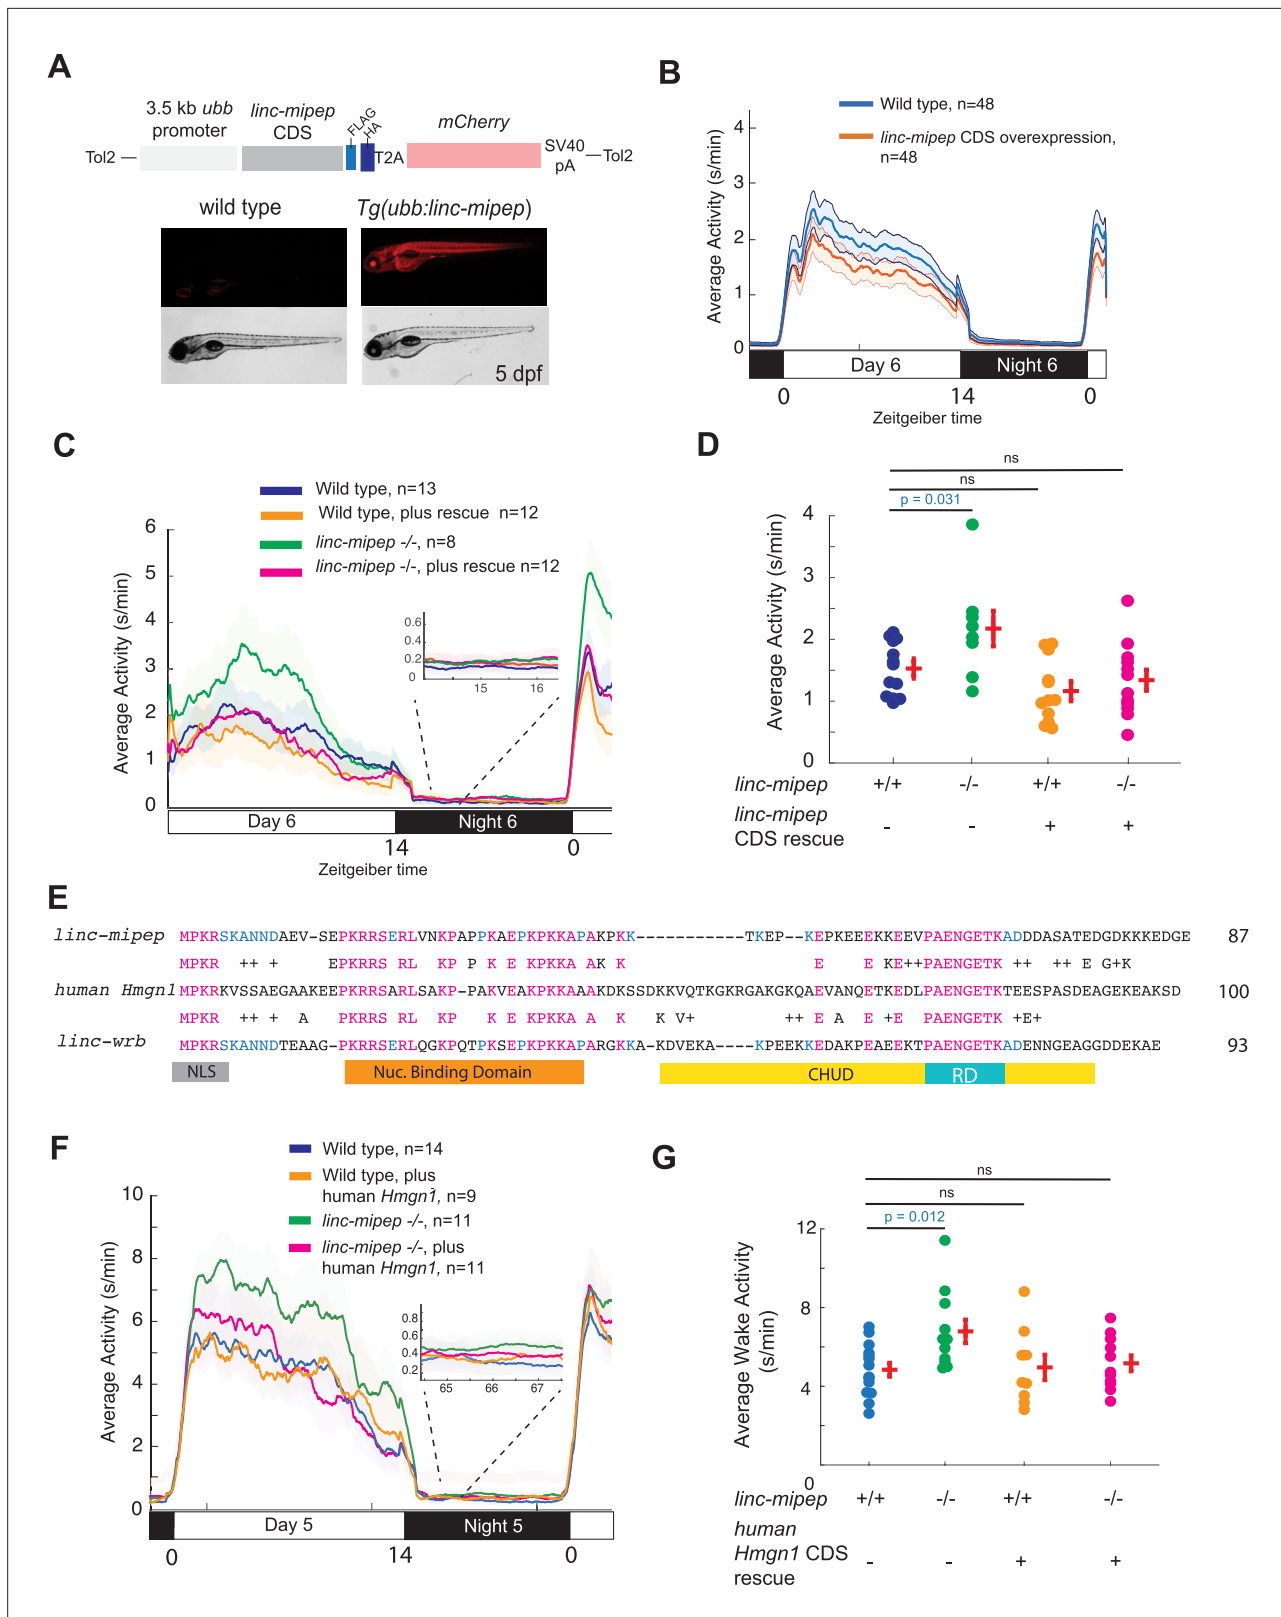 A
3.5 kb ubb
promoter
linc-mipep
CDS
FLAG
HA
mCherry
Tol2
T2A
SV40
pA
Tol2
wild type
Tg(ubb:linc-mipep)
5 dpf
B
Wild type, n=48
linc-mipep CDS overexpression,
n=48
Average Activity (s/min)
4
3
2
1
0
Day 6
Night 6
0
14
0
Zeitgeiber time
C
Wild type, n=13
Wild type, plus rescue n=12
linc-mipep -/-, n=8
linc-mipep -/-, plus rescue n=12
Average Activity (s/min)
6
5
4
3
2
1
0
0.6
0.4
0.2
0
15
16
Day 6
Night 6
14
0
Zeitgeiber time
D
ns
ns
p = 0.031
Average Activity (s/min)
4
3
2
1
0
linc-mipep +/+ -/- +/+ -/-
linc-mipep
CDS rescue - - + +
E
linc-mipep MPKRSKANNDAEV-SEPKRRSERLVNKPAPPKAEPKPKKAPAKPKK-----------TKEP--KEPKEEEKKEEVPAENGETKADDDASATEDGDKKKEDGE 87
MPKR ++ + EPKRRS RL KP P K E KPKKA A K K E E KE++PAENGETK ++ ++ E G+K
human Hmgn1 MPKRKVSSAEGAAKEEPKRRSARLSAKP-PAKVEAKPKKAAAKDKSSDKKVQTKGKRGAKGKQAEVANQETKEDLPAENGETKTEESPASDEAGEKEAKSD 100
MPKR ++ + A PKRRS RL KP K E KPKKA A K K V+ ++ E A E +E PAENGETK +E+
linc-wrb MPKRSKANNDTEAAG-PKRRSERLQGKPQTPKSEPKPKKAPARGKKA-KDVEKA----KPEEKKEDAKPEAEEKTPAENGETKADENNGEAGGDDEKAE 93
NLS
Nuc. Binding Domain
CHUD
RD
F
Wild type, n=14
Wild type, plus
human Hmgn1, n=9
linc-mipep -/-, n=11
linc-mipep -/-, plus
human Hmgn1, n=11
Average Activity (s/min)
10
8
6
4
2
0
0.8
0.6
0.4
0.2
65
66
67
Day 5
Night 5
0
14
0
G
ns
ns
p = 0.012
Average Wake Activity
(s/min)
12
8
4
0
linc-mipep +/+ -/- +/+ -/-
human
Hmgn1 CDS - - + +
rescue